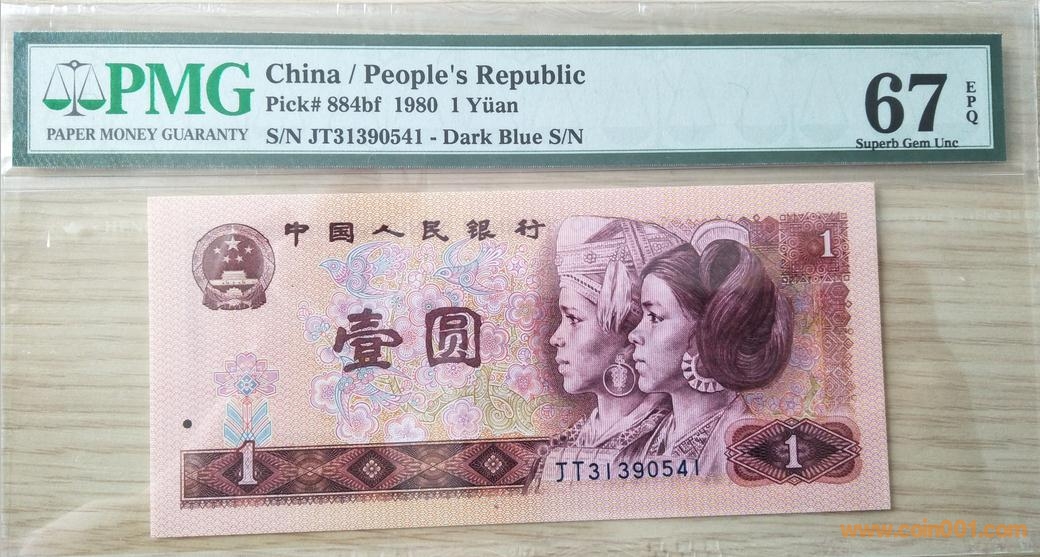 PMG
PAPER MONEY GUARANTY
China / People's Republic
Pick# 884bf 1980 1 Yüan
S/N JT31390541 - Dark Blue S/N
67
EPQ
Superb Gem Unc
中国人民银行
1
壹圆
1
1
JT31390541
www.coin001.com